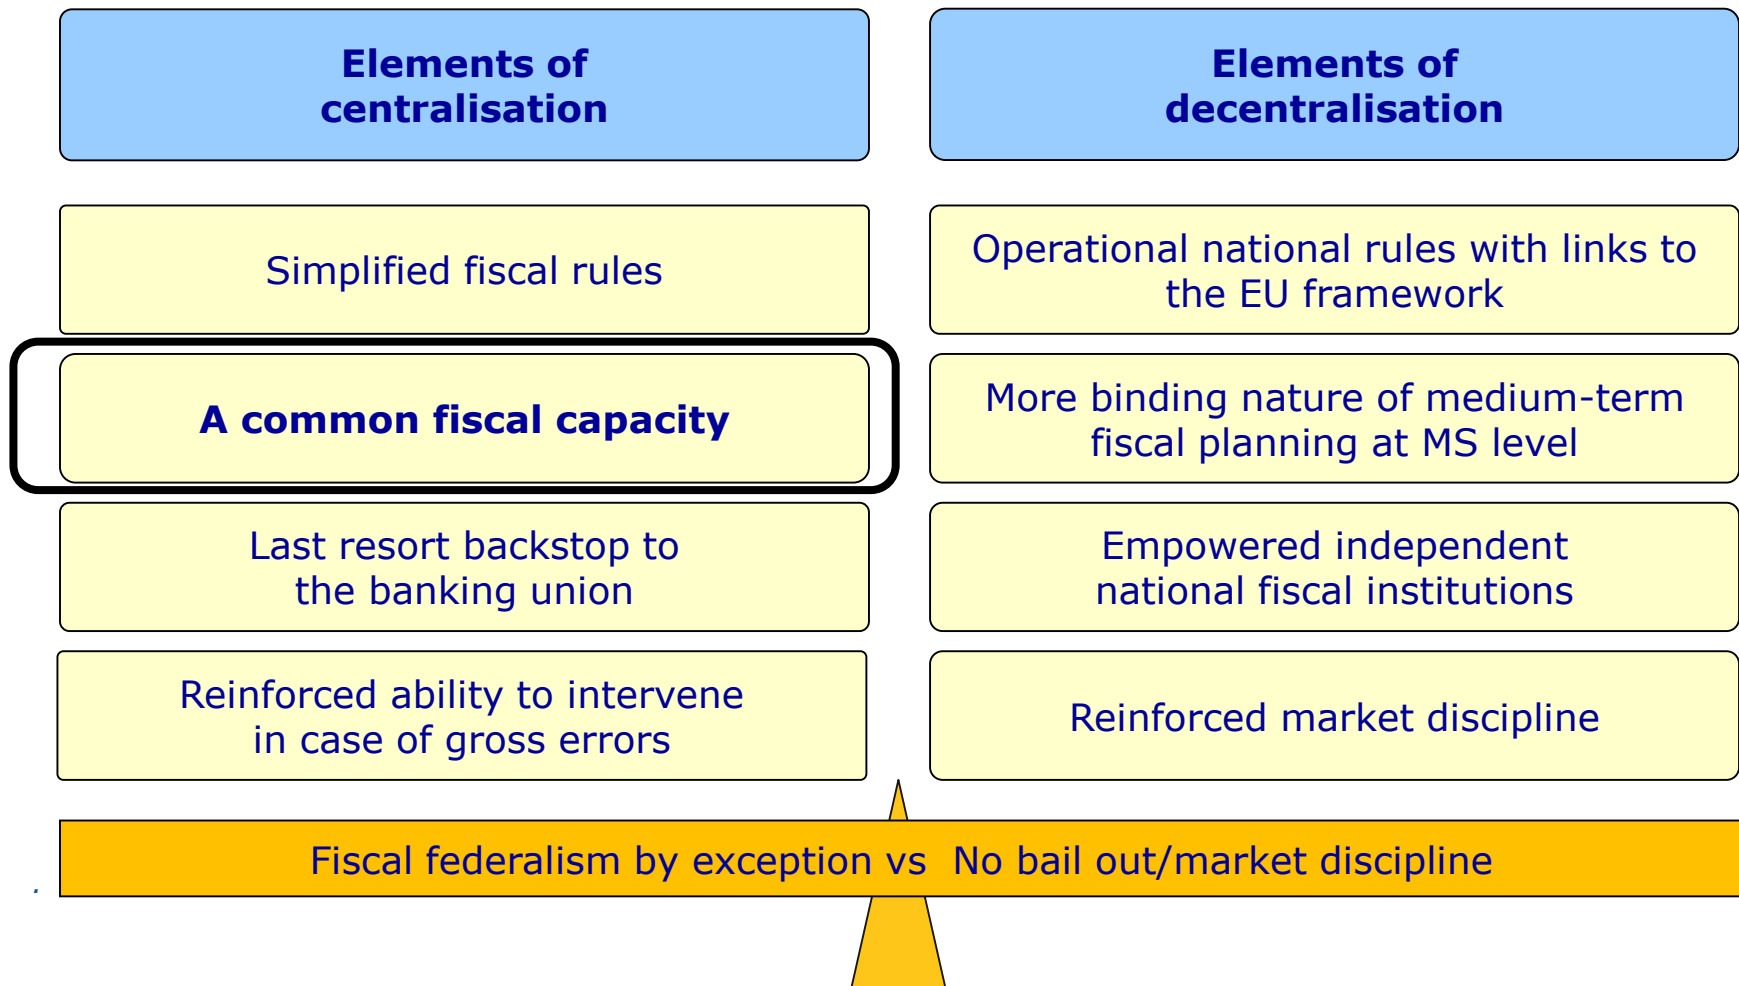 Elements of
centralisation
Elements of
decentralisation
Simplified fiscal rules
Operational national rules with links to
the EU framework
A common fiscal capacity
More binding nature of medium-term
fiscal planning at MS level
Last resort backstop to
the banking union
Empowered independent
national fiscal institutions
Reinforced ability to intervene
in case of gross errors
Reinforced market discipline
Fiscal federalism by exception vs  No bail out/market discipline
.